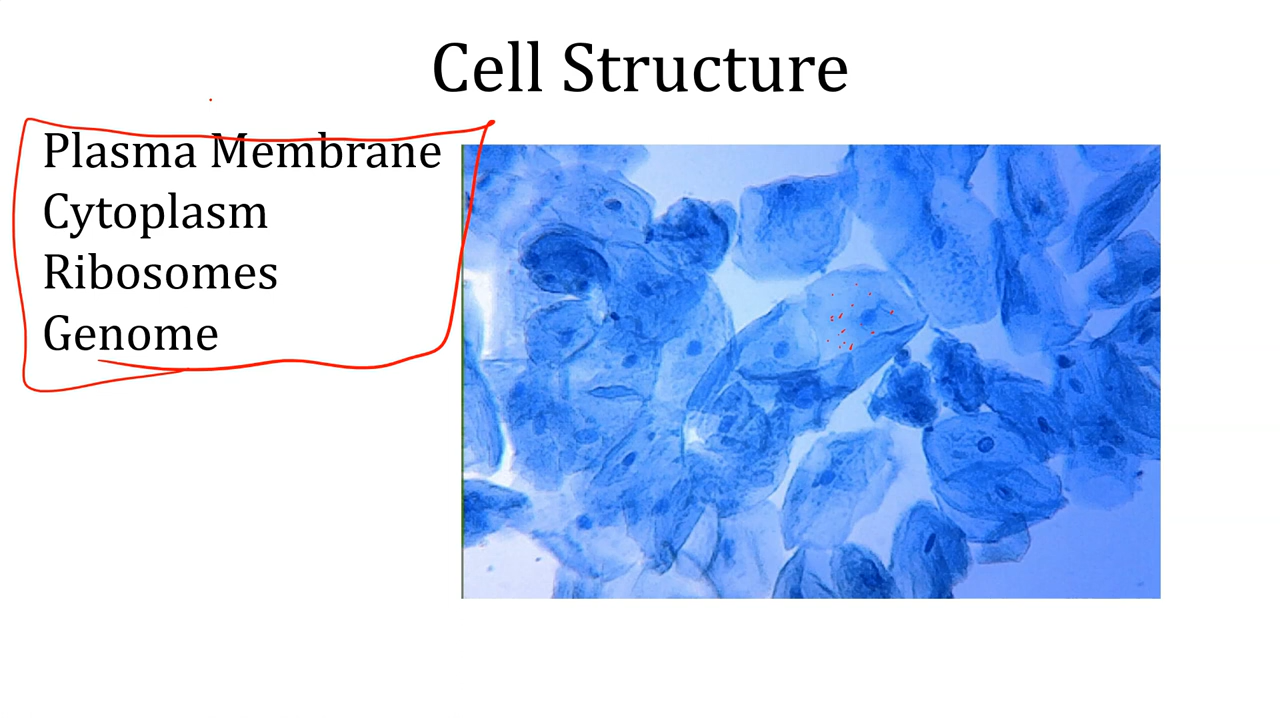 Cell Structure
Plasma Membrane
Cytoplasm
Ribosomes
Genome